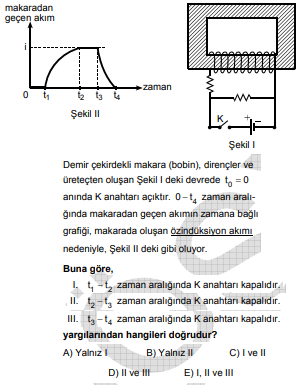 makaradan
geçen akım
i
0 t₁ t₂ t₃ t₄ zaman
Şekil II
K + −
Şekil I
Demir çekirdekli makara (bobin), dirençler ve
üreteçten oluşan Şekil I deki devrede t₀ = 0
anında K anahtarı açıktır. 0 – t₄ zaman aralı-
ğında makaradan geçen akımın zamana bağlı
grafiği, makarada oluşan özindüksiyon akımı
nedeniyle, Şekil II deki gibi oluyor.
Buna göre,
I. t₁ – t₂ zaman aralığında K anahtarı kapalıdır.
II. t₂ – t₃ zaman aralığında K anahtarı kapalıdır.
III. t₃ – t₄ zaman aralığında K anahtarı kapalıdır.
yargılarından hangileri doğrudur?
A) Yalnız I B) Yalnız II C) I ve II
D) II ve III E) I, II ve III